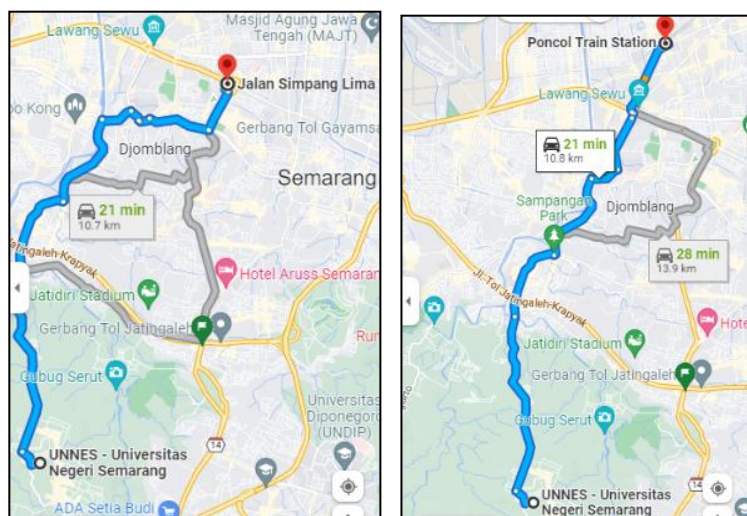 Masjid Agung Jawa
Tengah (MAJT)
Lawang Sewu
Jalan Simpang Lima
Kong
Gerbang Tol Gayamsa
Djomblang
Semarang
21 min
10.7 km
Jatingaleh-Krapyak
Hotel Aruss Semaran
Jatidiri Stadium
Gerbang Tol Jatingaleh
Gubug Serut
Universitas
Diponegoro
(UNDIP)
14
UNNES - Universitas
Negeri Semarang
ADA Setia Budi
Poncol Train Station
Lawang Sewu
21 min
10.8 km
Sampangan
Park
Djomblang
28 min
13.9 km
Jl. Tol Jatingaleh-Krapyak
Hote
Jatidiri Stadium
Gerbang Tol Jatingaleh
Gubug Serut
14
UNNES - Universitas
Negeri Semarang